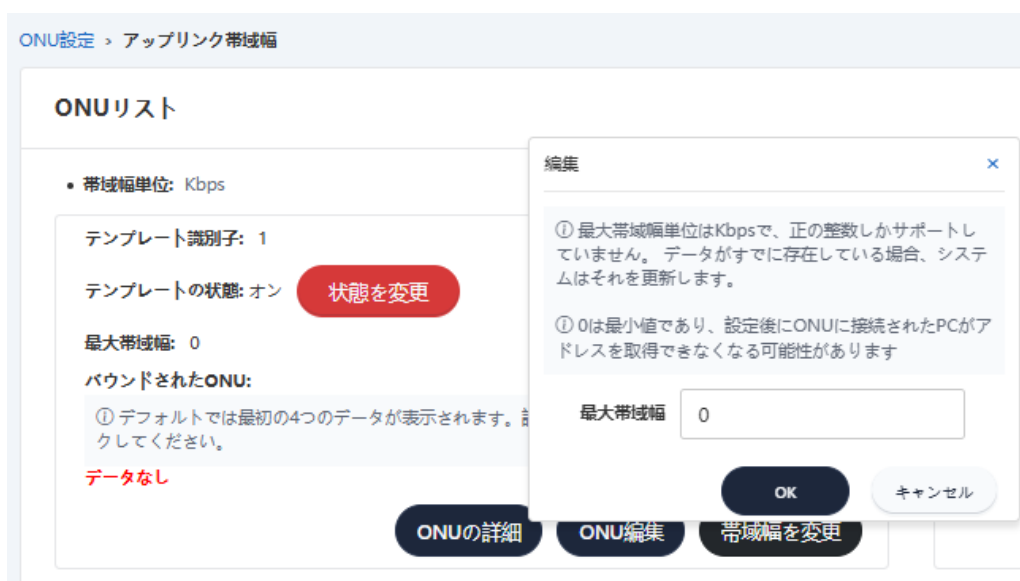 ONU設定 › アップリンク帯域幅
ONUリスト
• 帯域幅単位: Kbps
テンプレート識別子: 1
テンプレートの状態: オン 状態を変更
最大帯域幅: 0
バウンドされたONU:
ⓘ デフォルトでは最初の4つのデータが表示されます。
クしてください。
データなし
ONUの詳細 ONU編集 帯域幅を変更
編集 ×
ⓘ 最大帯域幅単位はKbpsで、正の整数しかサポートし
ていません。 データがすでに存在している場合、システ
ムはそれを更新します。
ⓘ 0は最小値であり、設定後にONUに接続されたPCがア
ドレスを取得できなくなる可能性があります
最大帯域幅 0
OK キャンセル